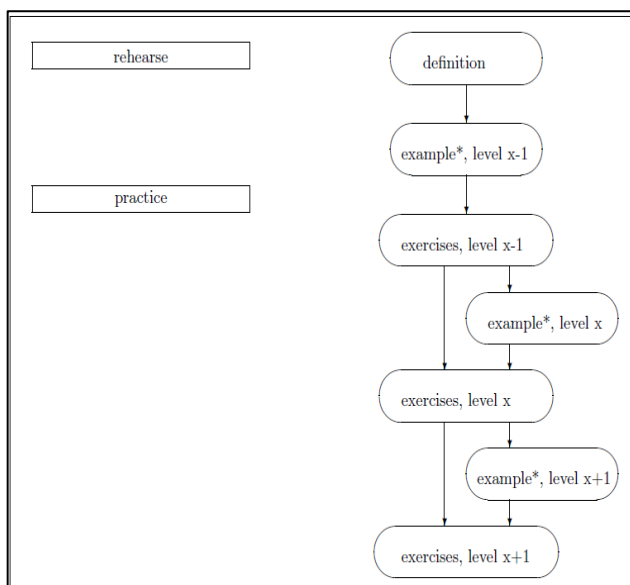 rehearse
definition
example*, level x-1
practice
exercises, level x-1
example*, level x
exercises, level x
example*, level x+1
exercises, level x+1